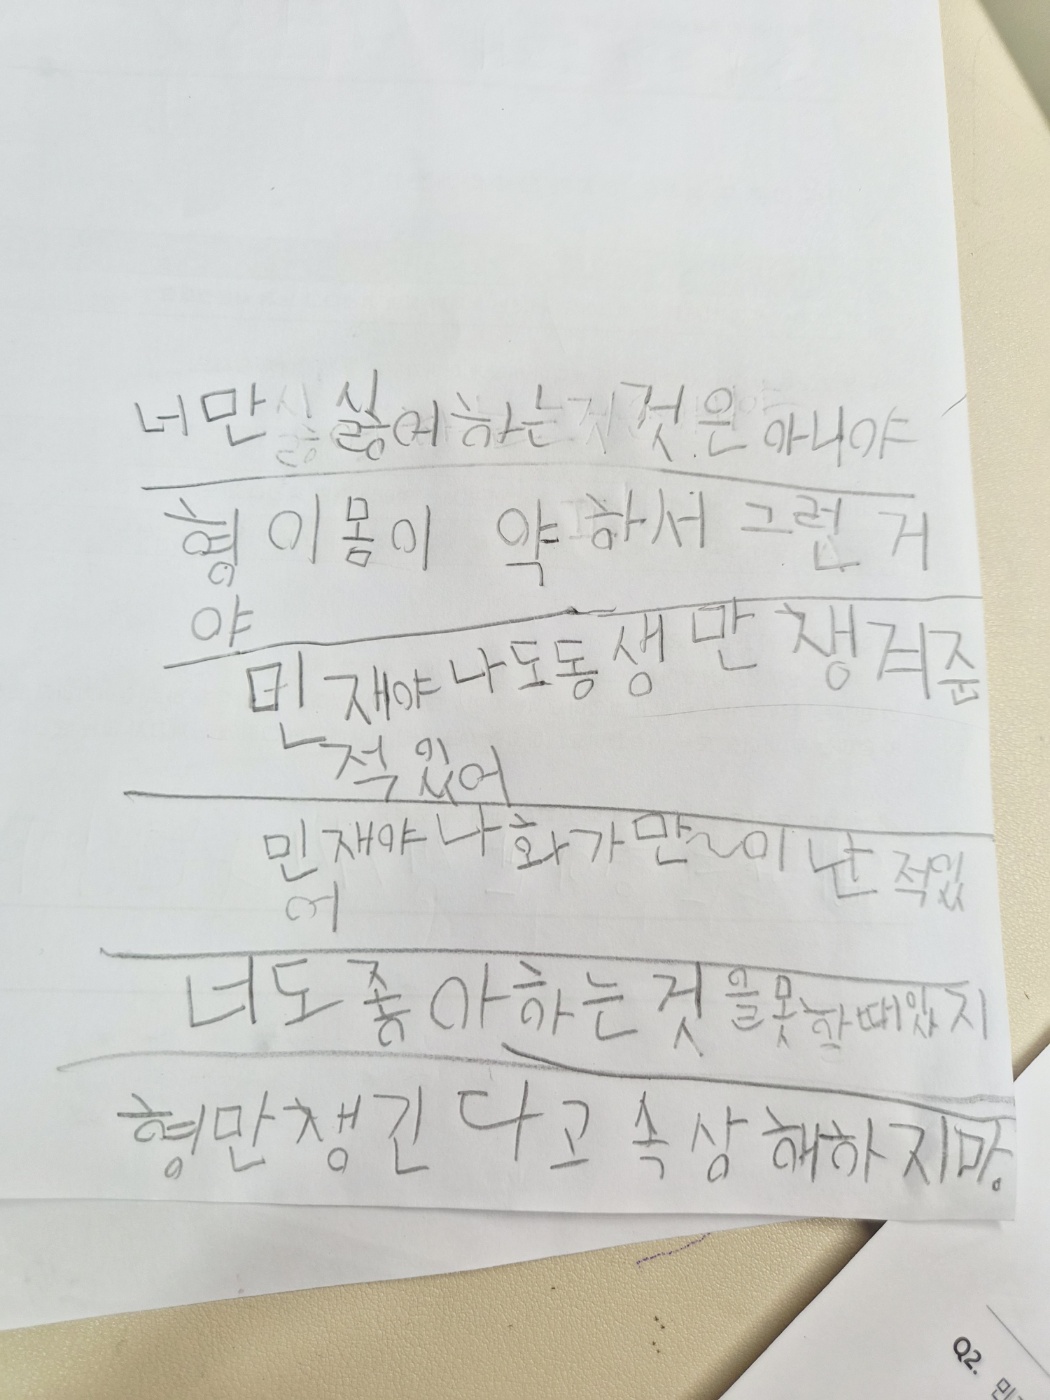 너만 싫어하는 것은 아니야
형이몸이 약하서 그런 거
야
민재야 나도동생만 챙겨준
적 있어
민재야 나 화가 만~이 난 적있
어
너도 좋아하는 것을못할때있지
형만챙긴다고 속상해하지마.
Q2.